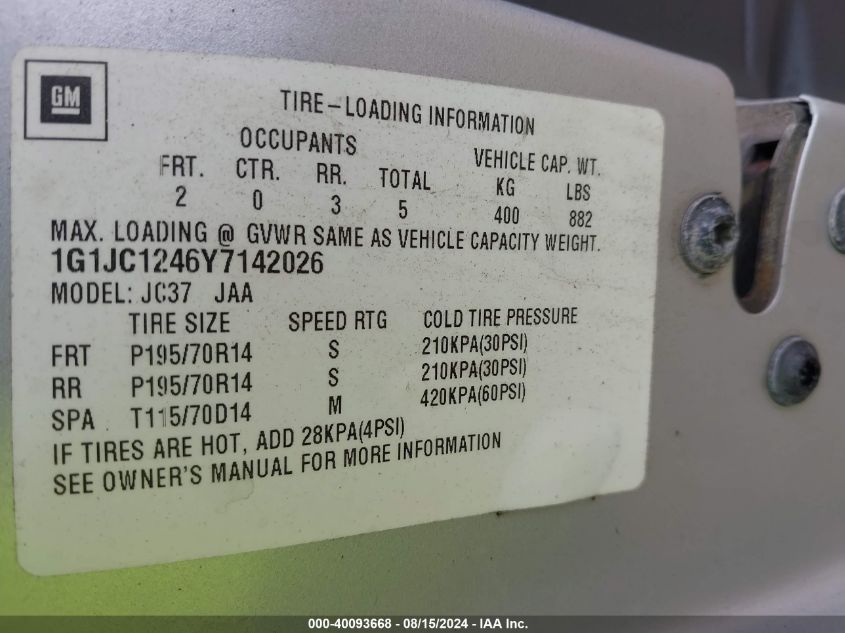 GM
TIRE-LOADING INFORMATION
OCCUPANTS VEHICLE CAP. WT.
FRT. CTR. RR. TOTAL KG LBS
2 0 3 5 400 882
MAX. LOADING @ GVWR SAME AS VEHICLE CAPACITY WEIGHT.
1G1JC1246Y7142026
MODEL: JC37 JAA
TIRE SIZE SPEED RTG COLD TIRE PRESSURE
FRT P195/70R14 S 210KPA(30PSI)
RR P195/70R14 S 210KPA(30PSI)
SPA T115/70D14 M 420KPA(60PSI)
IF TIRES ARE HOT, ADD 28KPA(4PSI)
SEE OWNER'S MANUAL FOR MORE INFORMATION
000-40093668 - 08/15/2024 - IAA Inc.